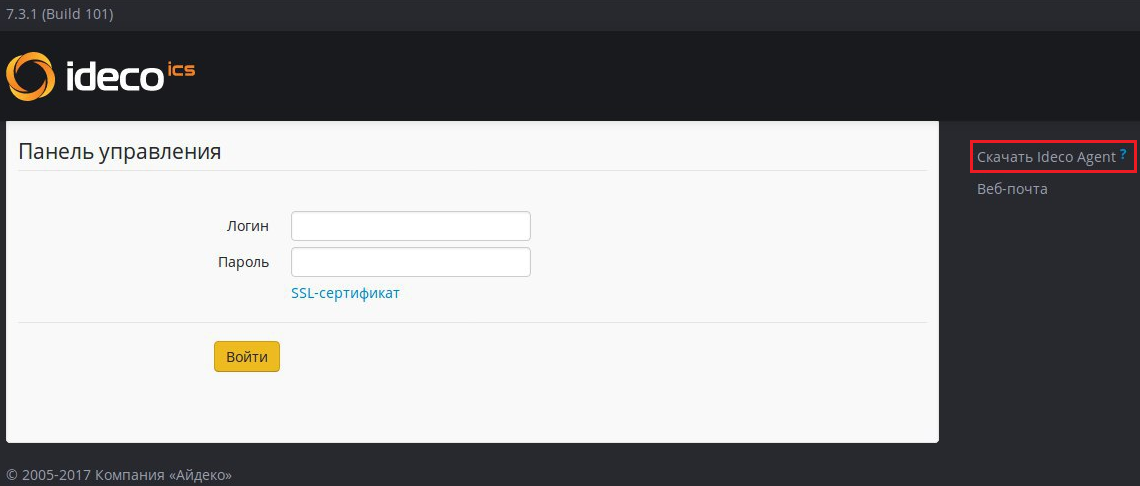 7.3.1 (Build 101)
ideco ics
Панель управления
Скачать Ideco Agent ?
Веб-почта
Логин
Пароль
SSL-сертификат
Войти
© 2005-2017 Компания «Айдеко»